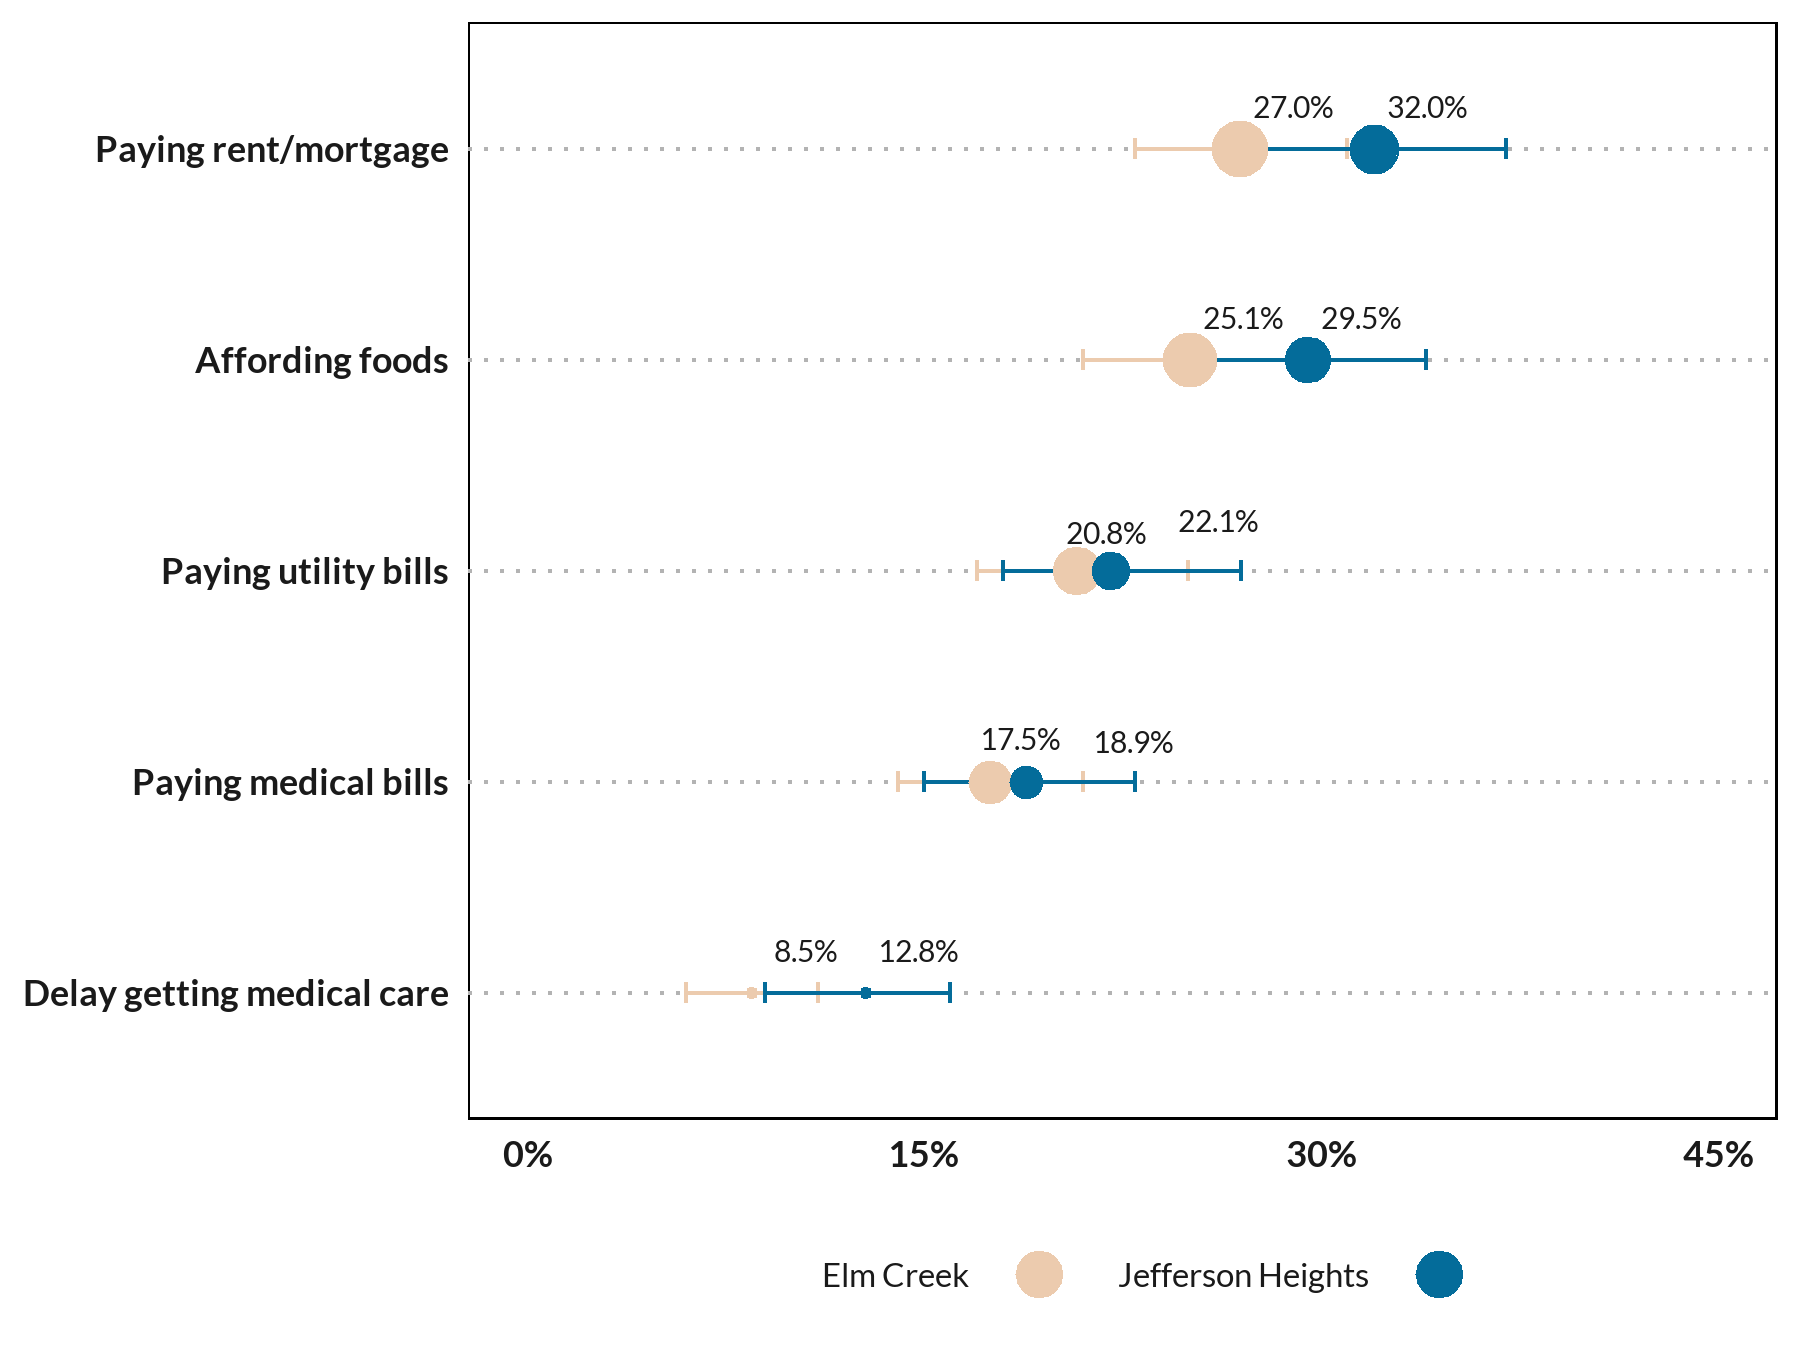 27.0% 32.0%
Paying rent/mortgage
25.1% 29.5%
Affording foods
20.8% 22.1%
Paying utility bills
17.5% 18.9%
Paying medical bills
8.5% 12.8%
Delay getting medical care
0% 15% 30% 45%
Elm Creek Jefferson Heights